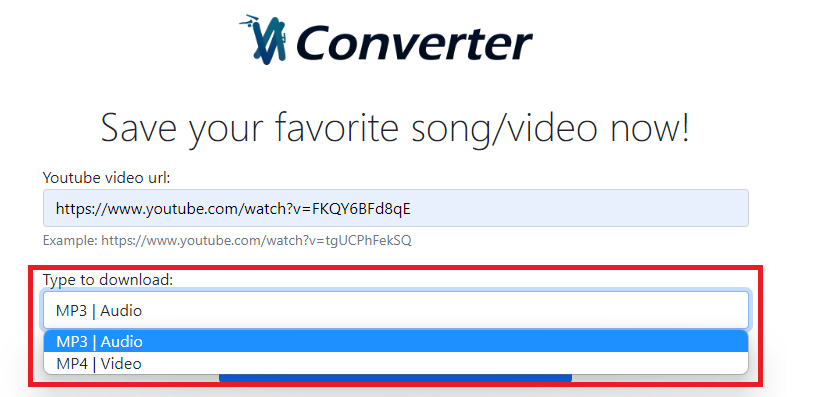 Converter
Save your favorite song/video now!
Youtube video url:
https://www.youtube.com/watch?v=FKQY6BFd8qE
Example: https://www.youtube.com/watch?v=tgUCPhFekSQ
Type to download:
MP3 | Audio
MP3 | Audio
MP4 | Video